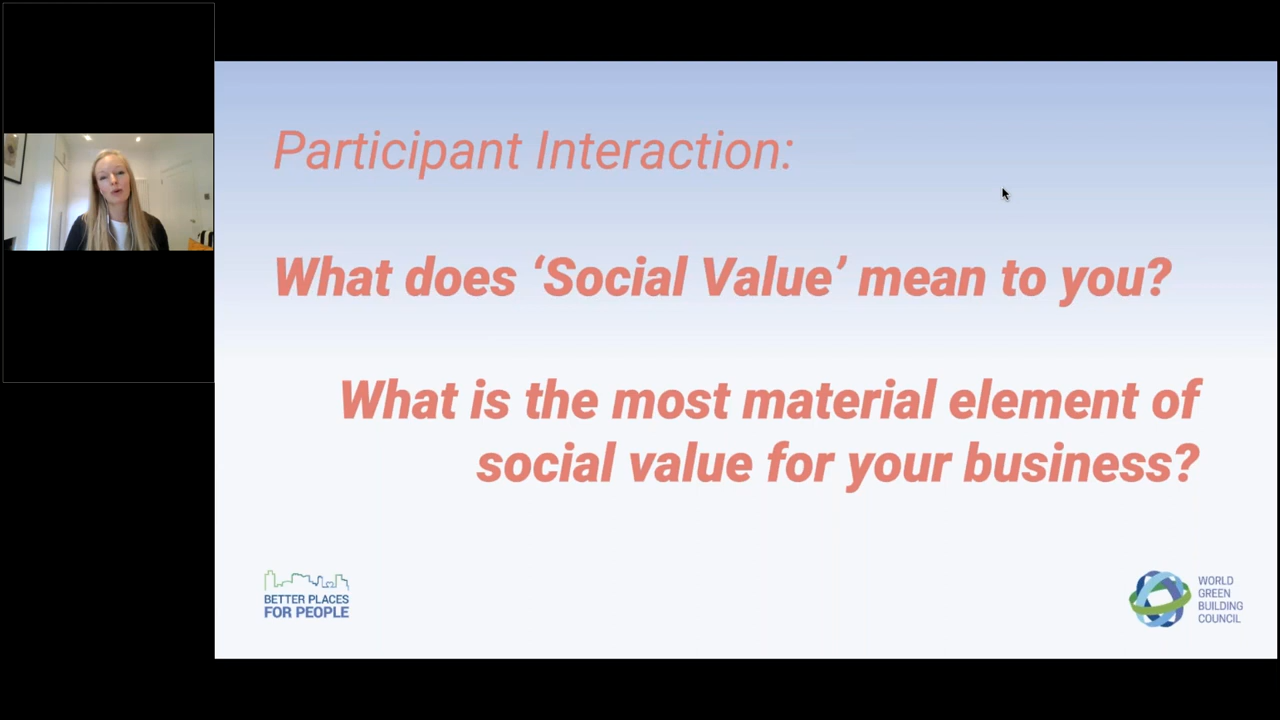 Participant Interaction:
What does ‘Social Value’ mean to you?
What is the most material element of
social value for your business?
BETTER PLACES
FOR PEOPLE
WORLD
GREEN
BUILDING
COUNCIL